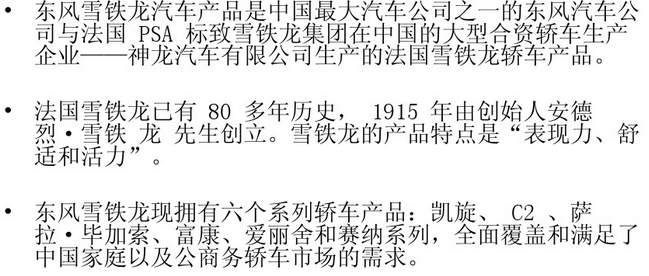 • 东风雪铁龙汽车产品是中国最大汽车公司之一的东风汽车公
司与法国 PSA 标致雪铁龙集团在中国的大型合资轿车生产
企业——神龙汽车有限公司生产的法国雪铁龙轿车产品。
• 法国雪铁龙已有 80 多年历史， 1915 年由创始人安德
烈·雪铁 龙 先生创立。雪铁龙的产品特点是“表现力、舒
适和活力”。
• 东风雪铁龙现拥有六个系列轿车产品：凯旋、 C2 、萨
拉·毕加索、富康、爱丽舍和赛纳系列，全面覆盖和满足了
中国家庭以及公商务轿车市场的需求。